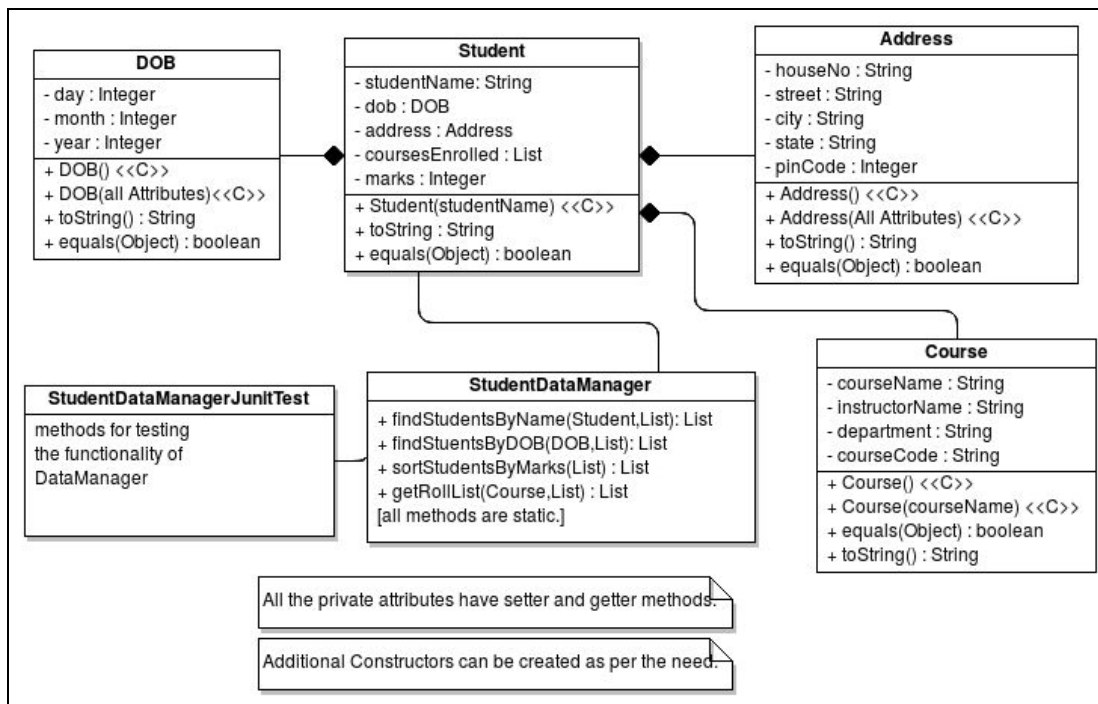 DOB
- day : Integer
- month : Integer
- year : Integer
+ DOB() <<C>>
+ DOB(all Attributes)<<C>>
+ toString() : String
+ equals(Object) : boolean
Student
- studentName: String
- dob : DOB
- address : Address
- coursesEnrolled : List
- marks : Integer
+ Student(studentName) <<C>>
+ toString : String
+ equals(Object) : boolean
Address
- houseNo : String
- street : String
- city : String
- state : String
- pinCode : Integer
+ Address() <<C>>
+ Address(All Attributes) <<C>>
+ toString() : String
+ equals(Object) : boolean
StudentDataManagerJunitTest
methods for testing
the functionality of
DataManager
StudentDataManager
+ findStudentsByName(Student,List): List
+ findStuentsByDOB(DOB,List): List
+ sortStudentsByMarks(List) : List
+ getRollList(Course,List) : List
[all methods are static.]
Course
- courseName : String
- instructorName : String
- department : String
- courseCode : String
+ Course() <<C>>
+ Course(courseName) <<C>>
+ equals(Object) : boolean
+ toString() : String
All the private attributes have setter and getter methods.
Additional Constructors can be created as per the need.